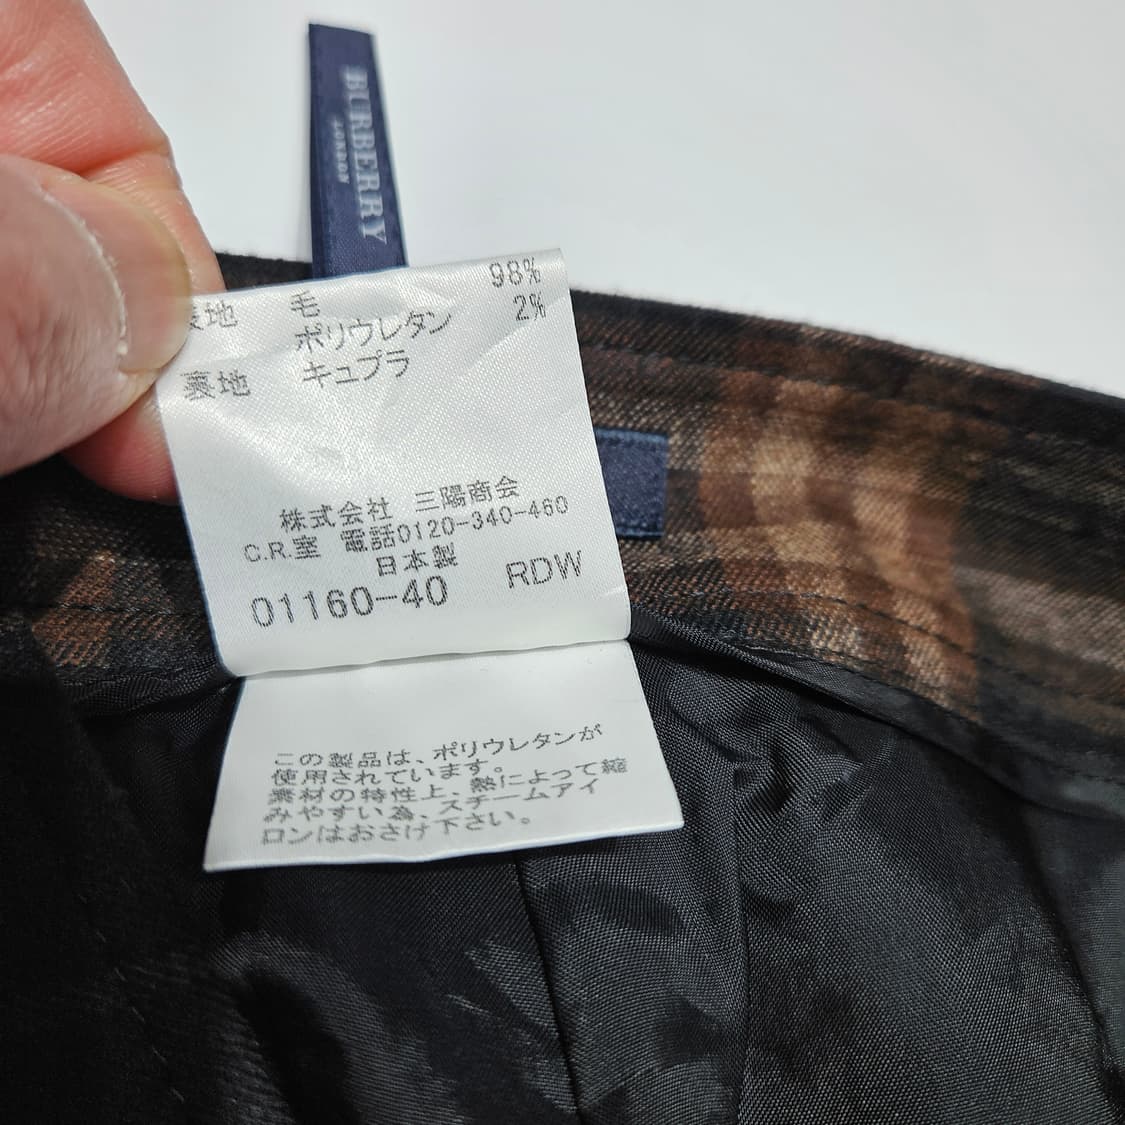 BURBERRY
LONDON
表地 毛 98%
ポリウレタン 2%
裏地 キュプラ
株式会社 三陽商会
C.R.室 電話0120-340-460
日本製
01160-40 RDW
この製品は、ポリウレタンが
使用されています。
素材の特性上、熱によって縮
みやすい為、スチームアイ
ロンはおさけ下さい。